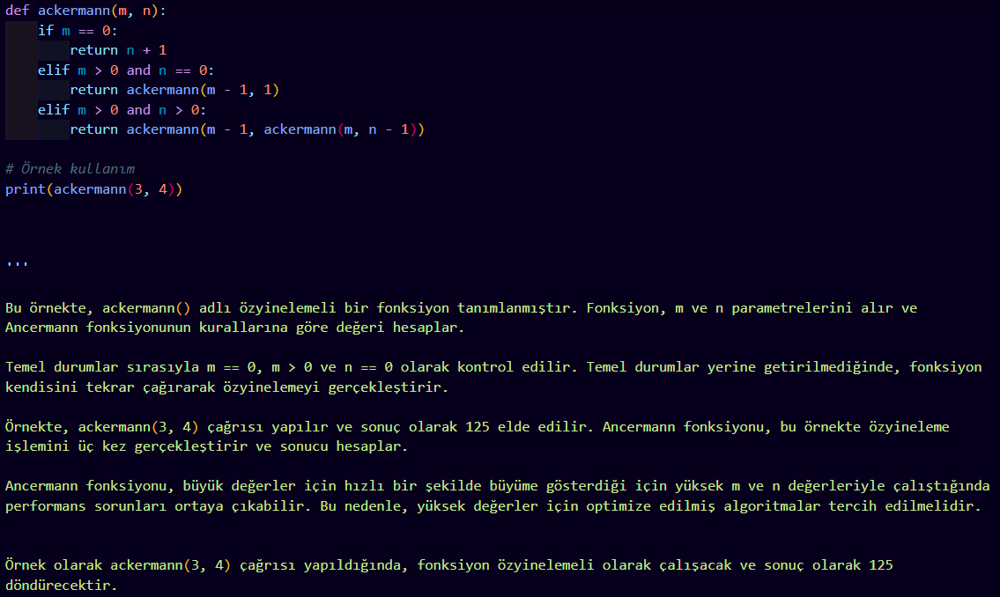 def ackermann(m, n):
    if m == 0:
        return n + 1
    elif m > 0 and n == 0:
        return ackermann(m - 1, 1)
    elif m > 0 and n > 0:
        return ackermann(m - 1, ackermann(m, n - 1))

# Örnek kullanım
print(ackermann(3, 4))

'''

Bu örnekte, ackermann() adlı özyinelemeli bir fonksiyon tanımlanmıştır. Fonksiyon, m ve n parametrelerini alır ve
Ancermann fonksiyonunun kurallarına göre değeri hesaplar.

Temel durumlar sırasıyla m == 0, m > 0 ve n == 0 olarak kontrol edilir. Temel durumlar yerine getirilmediğinde, fonksiyon
kendisini tekrar çağırarak özyinelemeyi gerçekleştirir.

Örnekte, ackermann(3, 4) çağrısı yapılır ve sonuç olarak 125 elde edilir. Ancermann fonksiyonu, bu örnekte özyineleme
işlemini üç kez gerçekleştirir ve sonucu hesaplar.

Ancermann fonksiyonu, büyük değerler için hızlı bir şekilde büyüme gösterdiği için yüksek m ve n değerleriyle çalıştığında
performans sorunları ortaya çıkabilir. Bu nedenle, yüksek değerler için optimize edilmiş algoritmalar tercih edilmelidir.

Örnek olarak ackermann(3, 4) çağrısı yapıldığında, fonksiyon özyinelemeli olarak çalışacak ve sonuç olarak 125
döndürecektir.